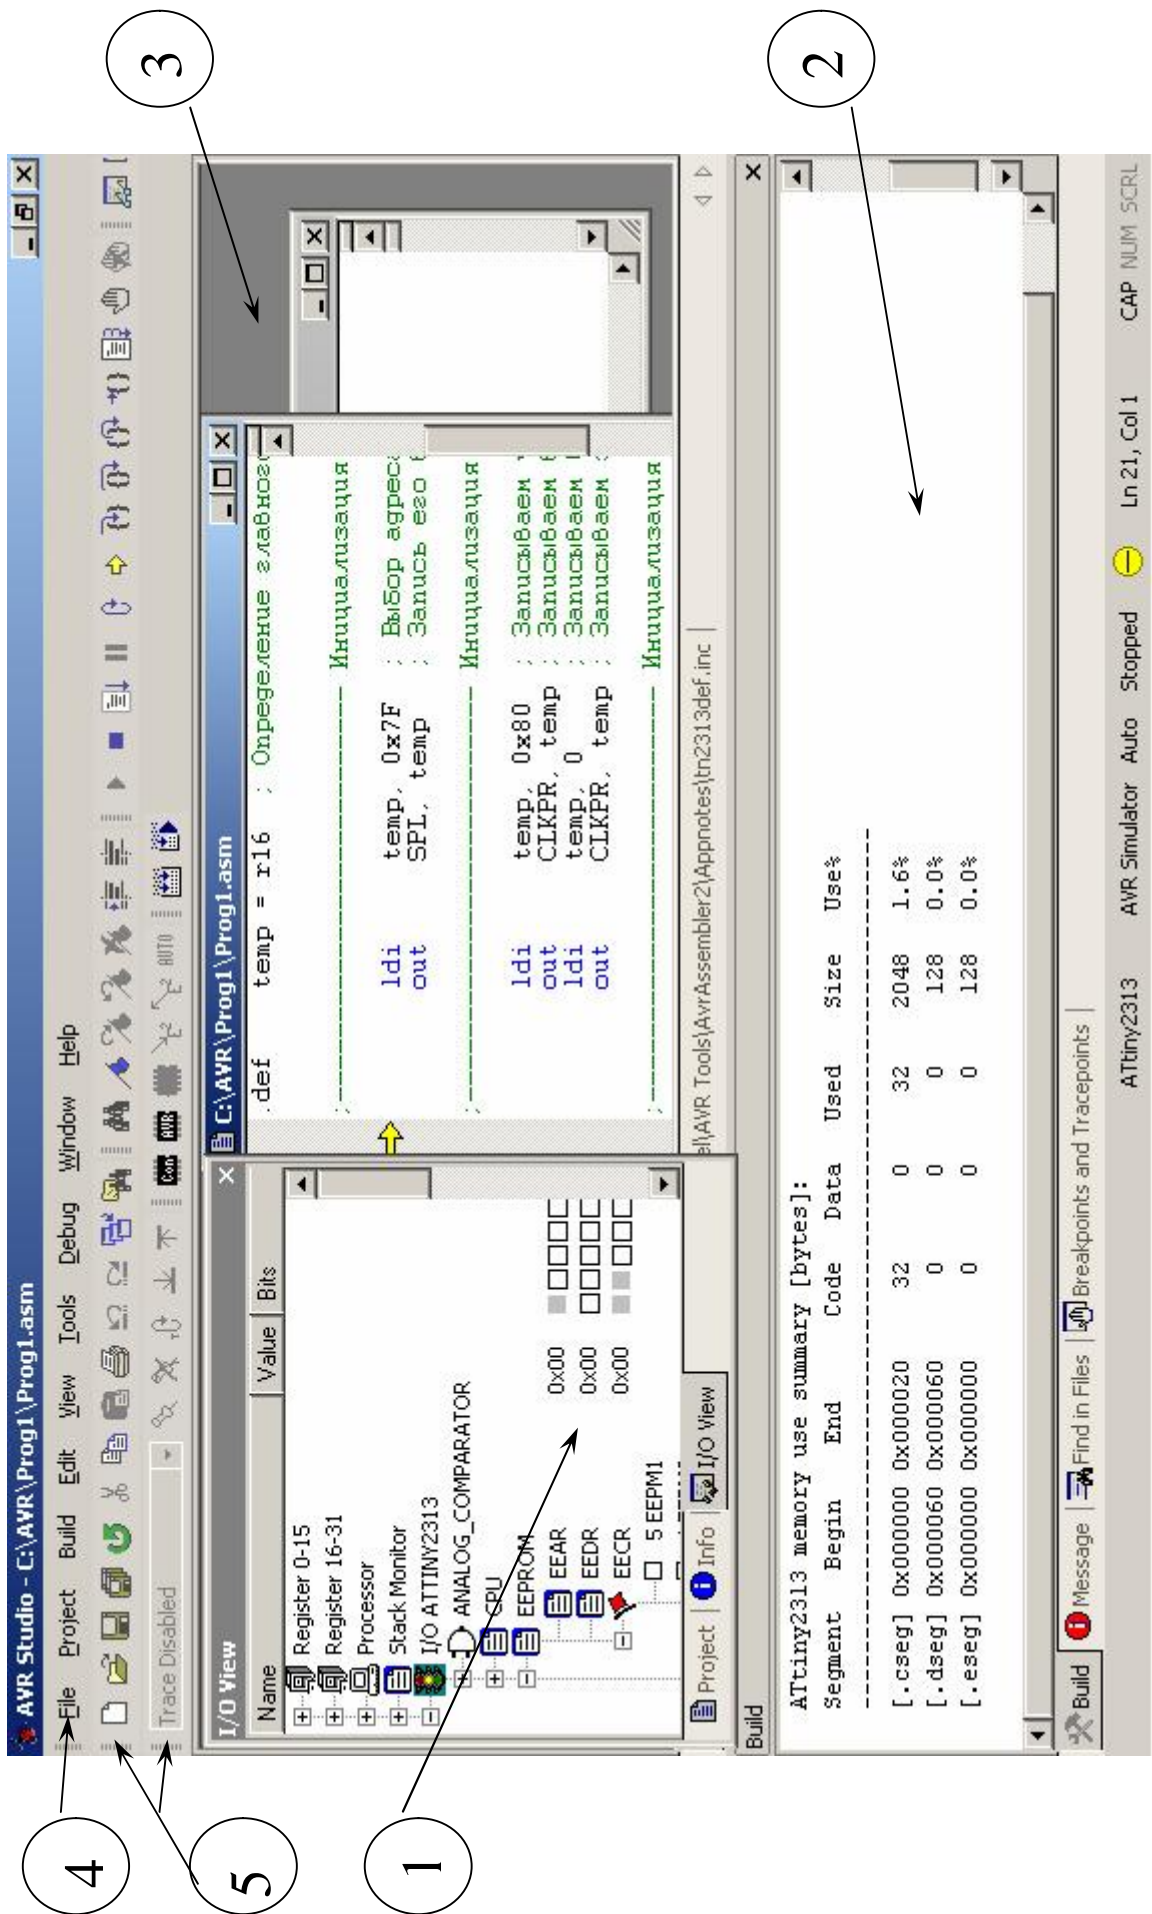 AVR Studio - C:\AVR\Prog1\Prog1.asm
File Project Build Edit View Tools Debug Window Help
Trace Disabled
Con AVR AUTO
I/O View
Name Value Bits
Register 0-15
Register 16-31
Processor
Stack Monitor
I/O ATTINY2313
ANALOG_COMPARATOR
CPU
EEPROM
EEAR 0x00
EEDR 0x00
EECR 0x00
5 EEPM1
Project Info I/O View
C:\AVR\Prog1\Prog1.asm
.def temp = r16 ; Определение главного
;------------------------- Инициализация
ldi temp, 0x7F ; Выбор адреса
out SPL, temp ; Запись его в
;------------------------- Инициализация
ldi temp, 0x80 ; Записываем
out CLKPR, temp ; Записываем в
ldi temp, 0 ; Записываем
out CLKPR, temp ; Записываем
;------------------------- Инициализация
el\AVR Tools\AvrAssembler2\Appnotes\tn2313def.inc
Build
ATtiny2313 memory use summary [bytes]:
Segment Begin End Code Data Used Size Use%
---------------------------------------------------------------
[.cseg] 0x000000 0x000020 32 0 32 2048 1.6%
[.dseg] 0x000060 0x000060 0 0 0 128 0.0%
[.eseg] 0x000000 0x000000 0 0 0 128 0.0%
Build Message Find in Files Breakpoints and Tracepoints
ATtiny2313 AVR Simulator Auto Stopped Ln 21, Col 1 CAP NUM SCRL
4
5
1
3
2